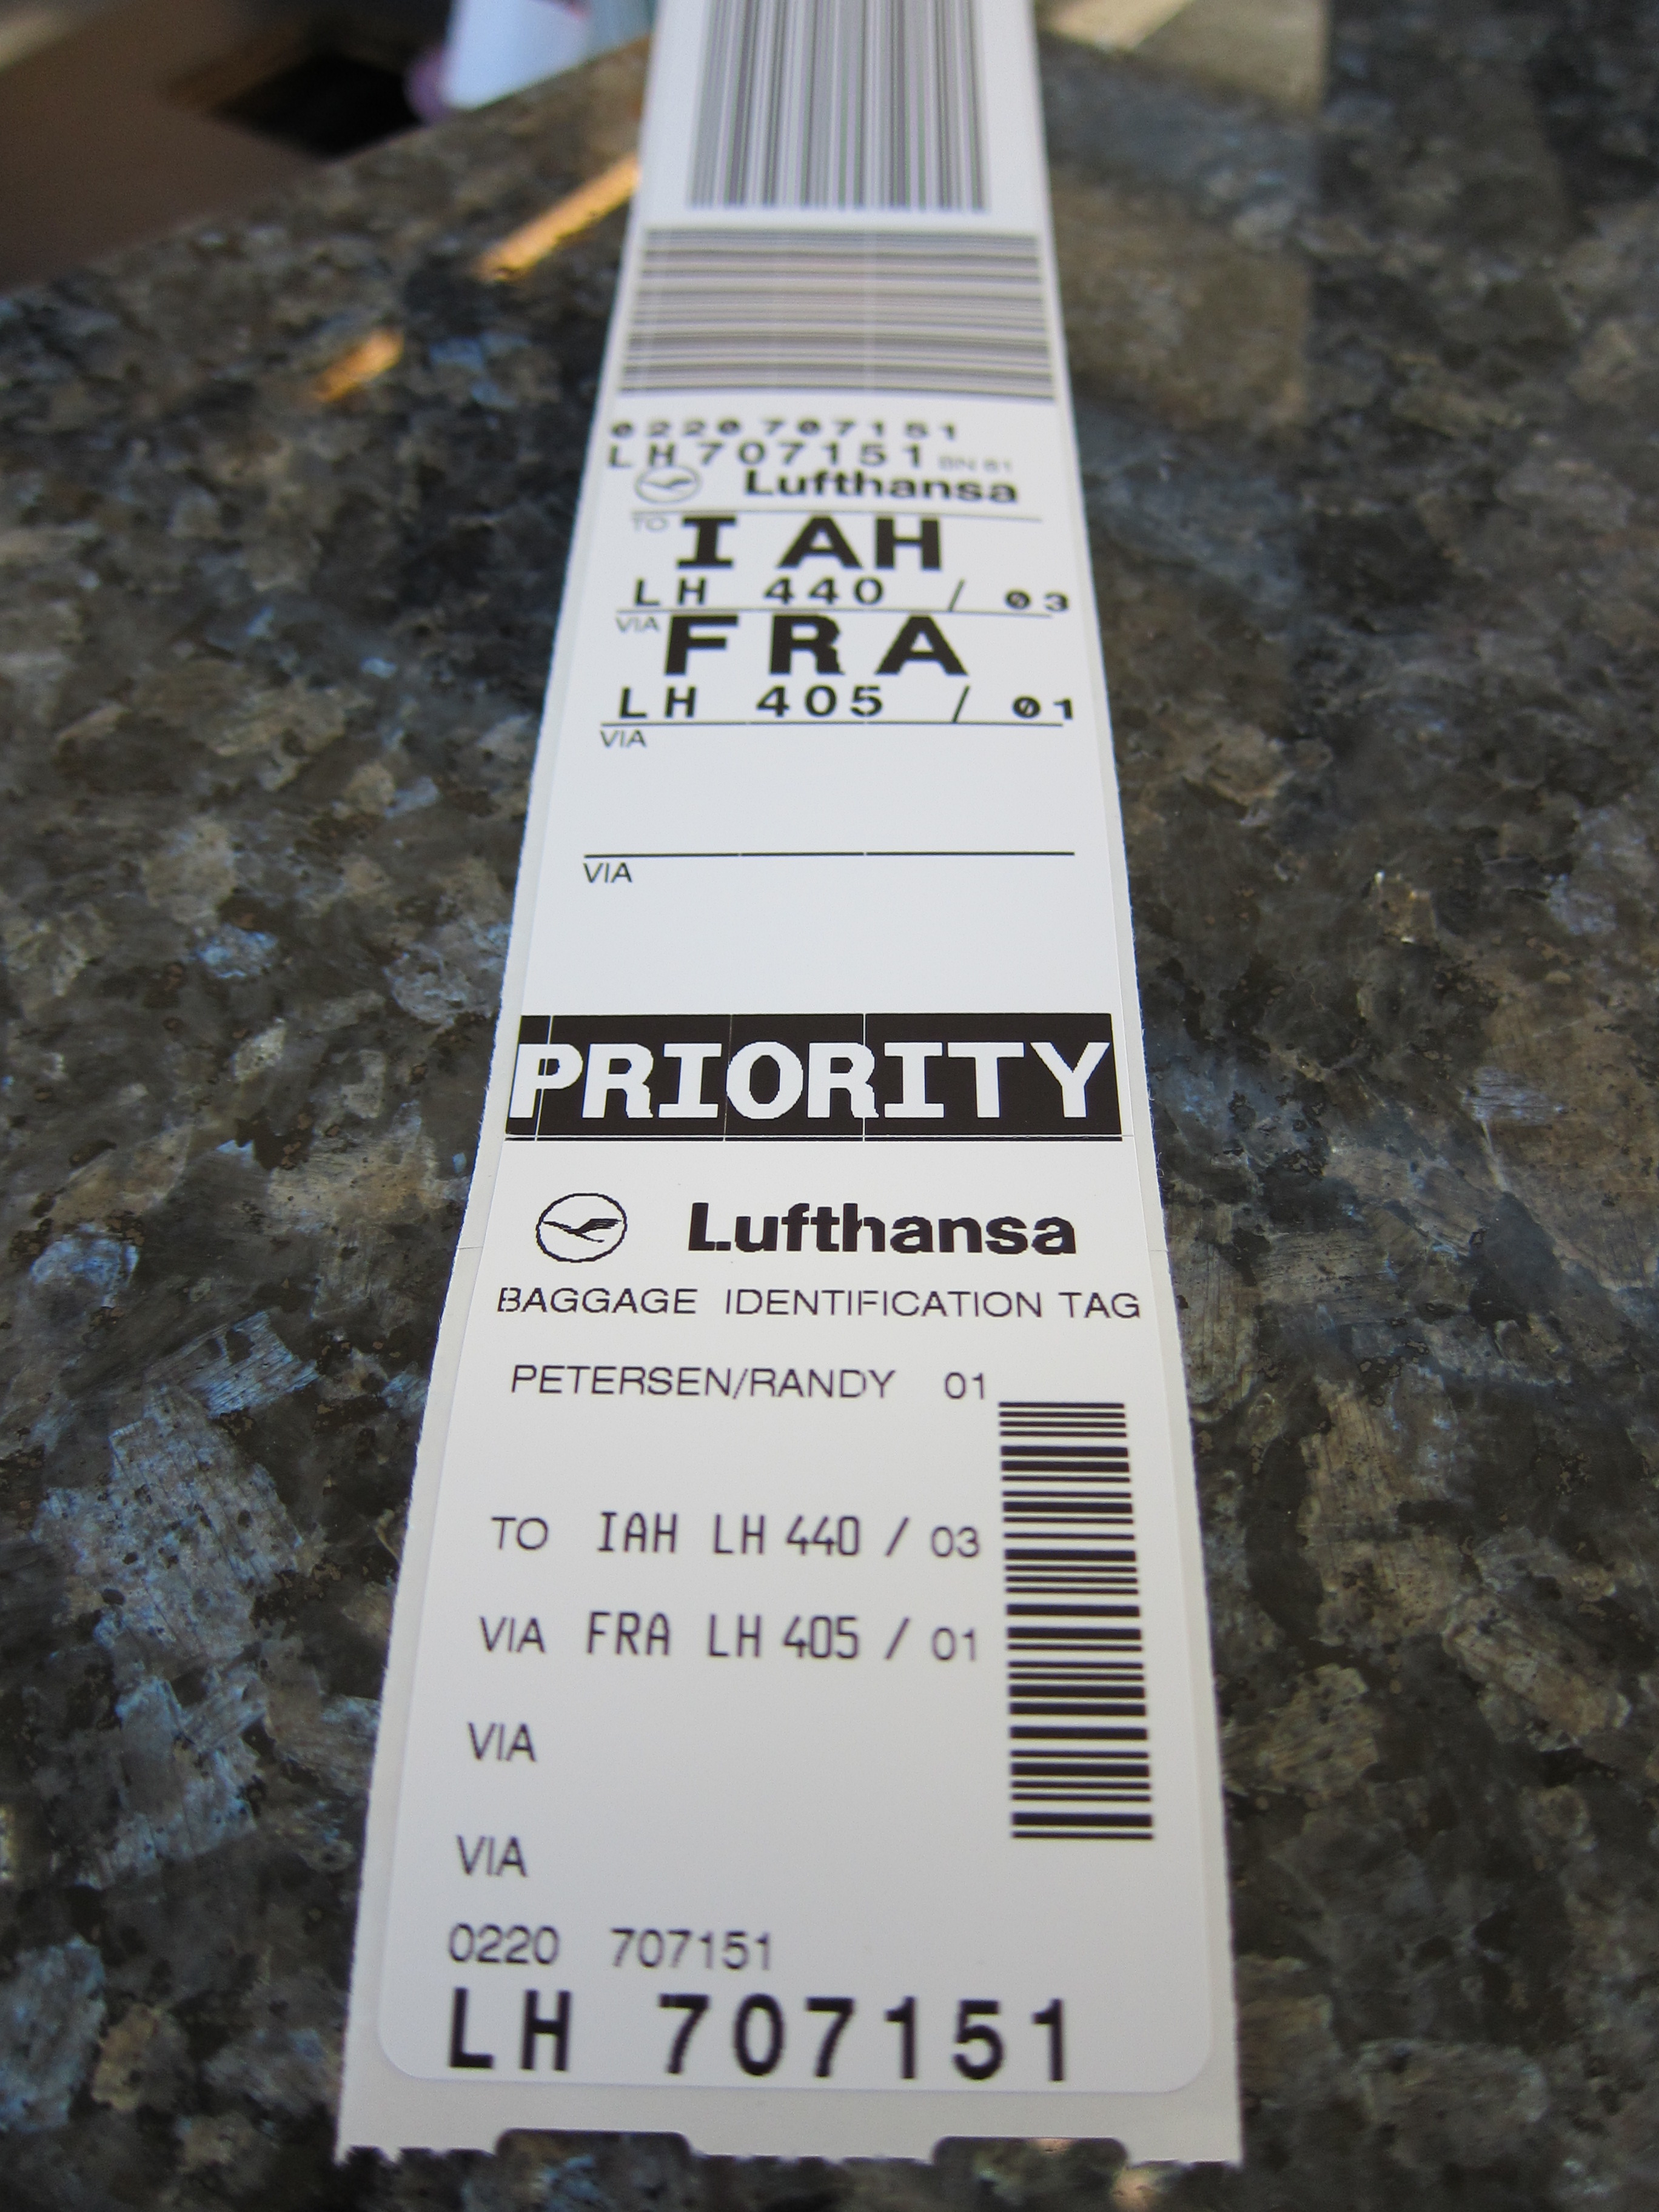 0220707151
LH707151 BN 61
Lufthansa
TO IAH
LH 440 / 03
VIA FRA
LH 405 / 01
VIA
VIA
PRIORITY
Lufthansa
BAGGAGE IDENTIFICATION TAG
PETERSEN/RANDY 01
TO IAH LH 440 / 03
VIA FRA LH 405 / 01
VIA
VIA
0220 707151
LH 707151